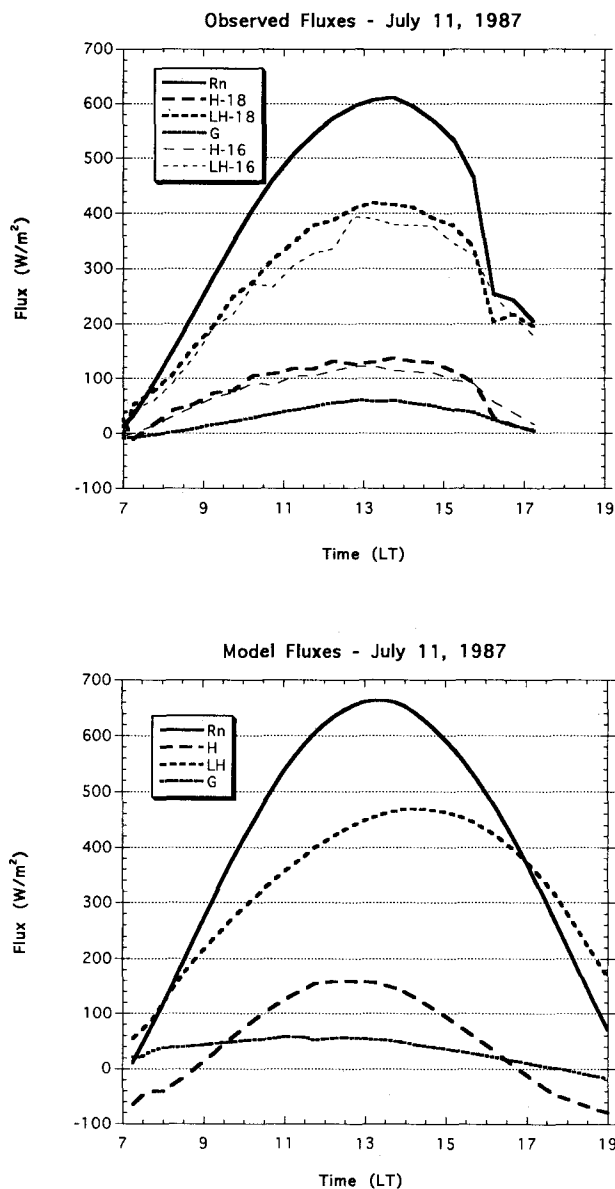 Observed Fluxes - July 11, 1987
Flux (W/m²)
700
600
500
400
300
200
100
0
-100
Rn
H-18
LH-18
G
H-16
LH-16
7 9 11 13 15 17 19
Time (LT)
Model Fluxes - July 11, 1987
Flux (W/m²)
700
600
500
400
300
200
100
0
-100
Rn
H
LH
G
7 9 11 13 15 17 19
Time (LT)